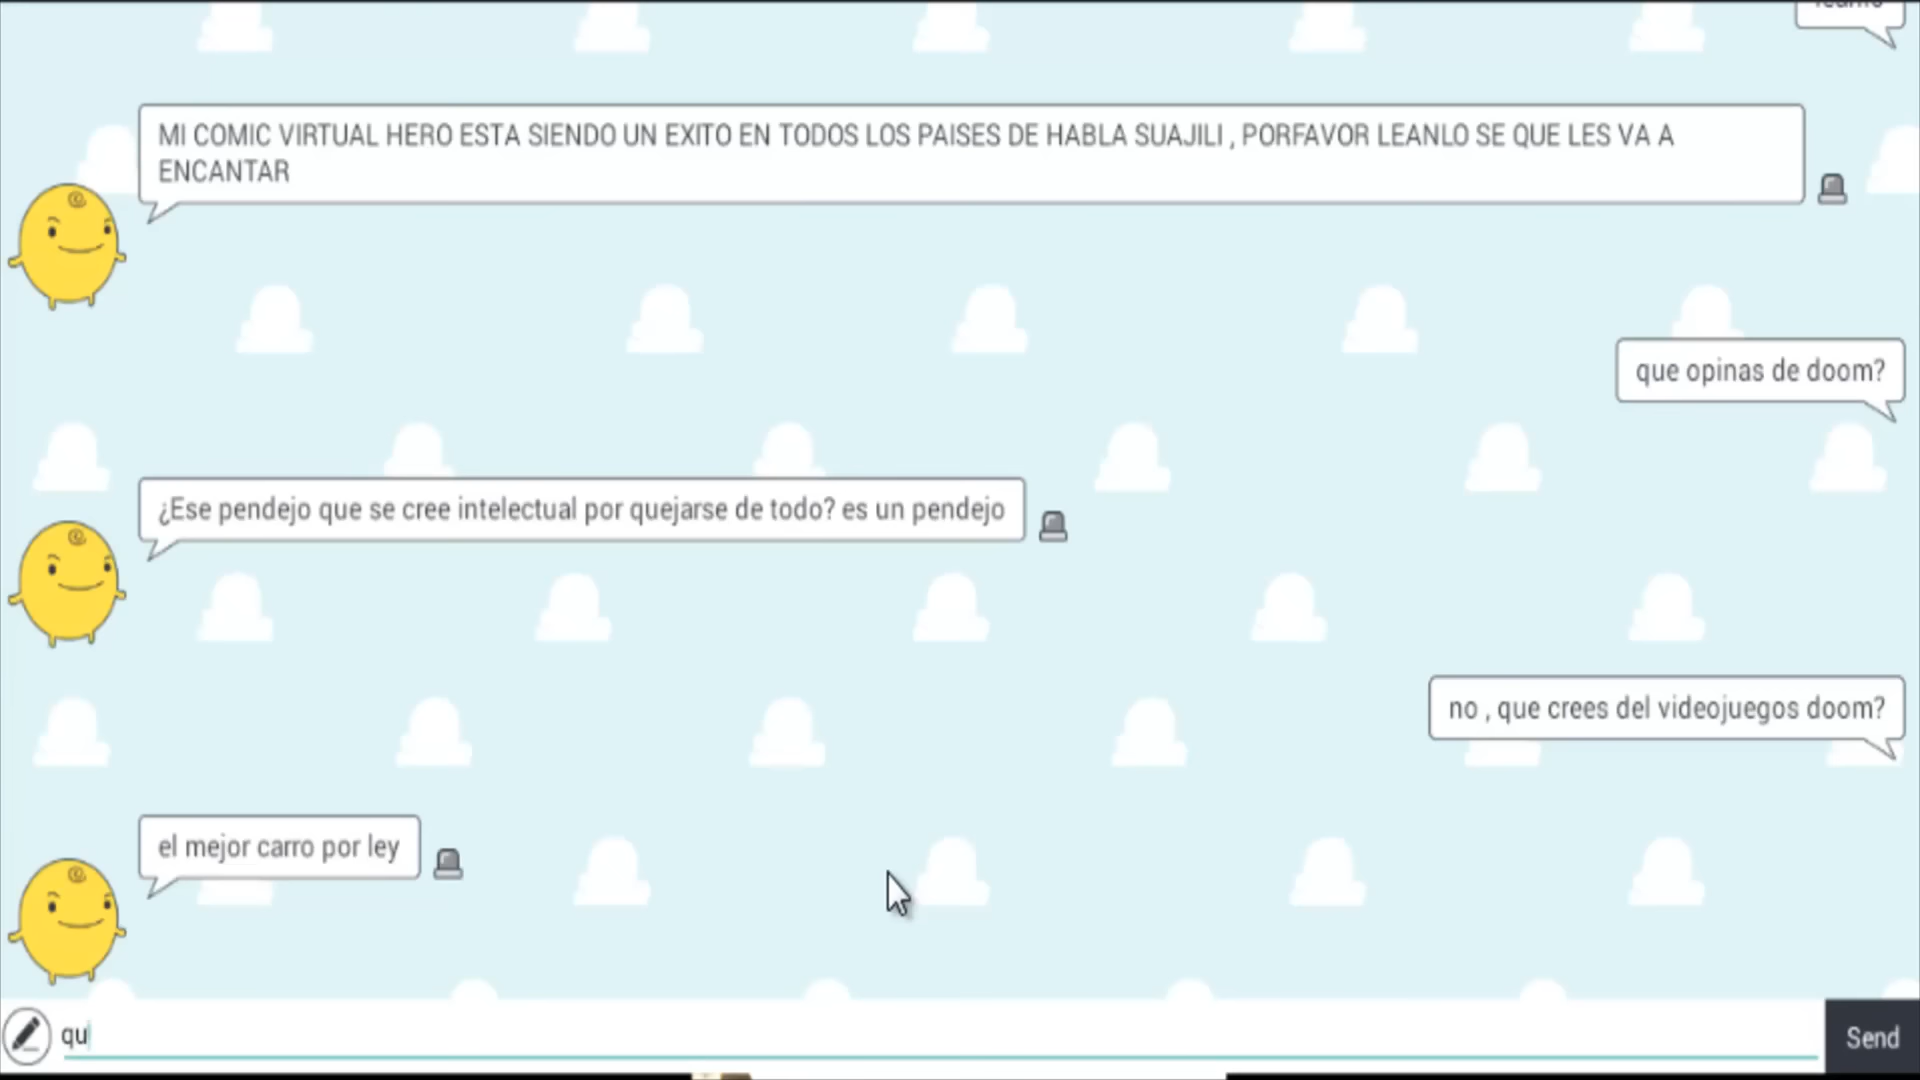 MI COMIC VIRTUAL HERO ESTA SIENDO UN EXITO EN TODOS LOS PAISES DE HABLA SUAJILI , PORFAVOR LEANLO SE QUE LES VA A
ENCANTAR
que opinas de doom?
¿Ese pendejo que se cree intelectual por quejarse de todo? es un pendejo
no , que crees del videojuegos doom?
el mejor carro por ley
qu
Send